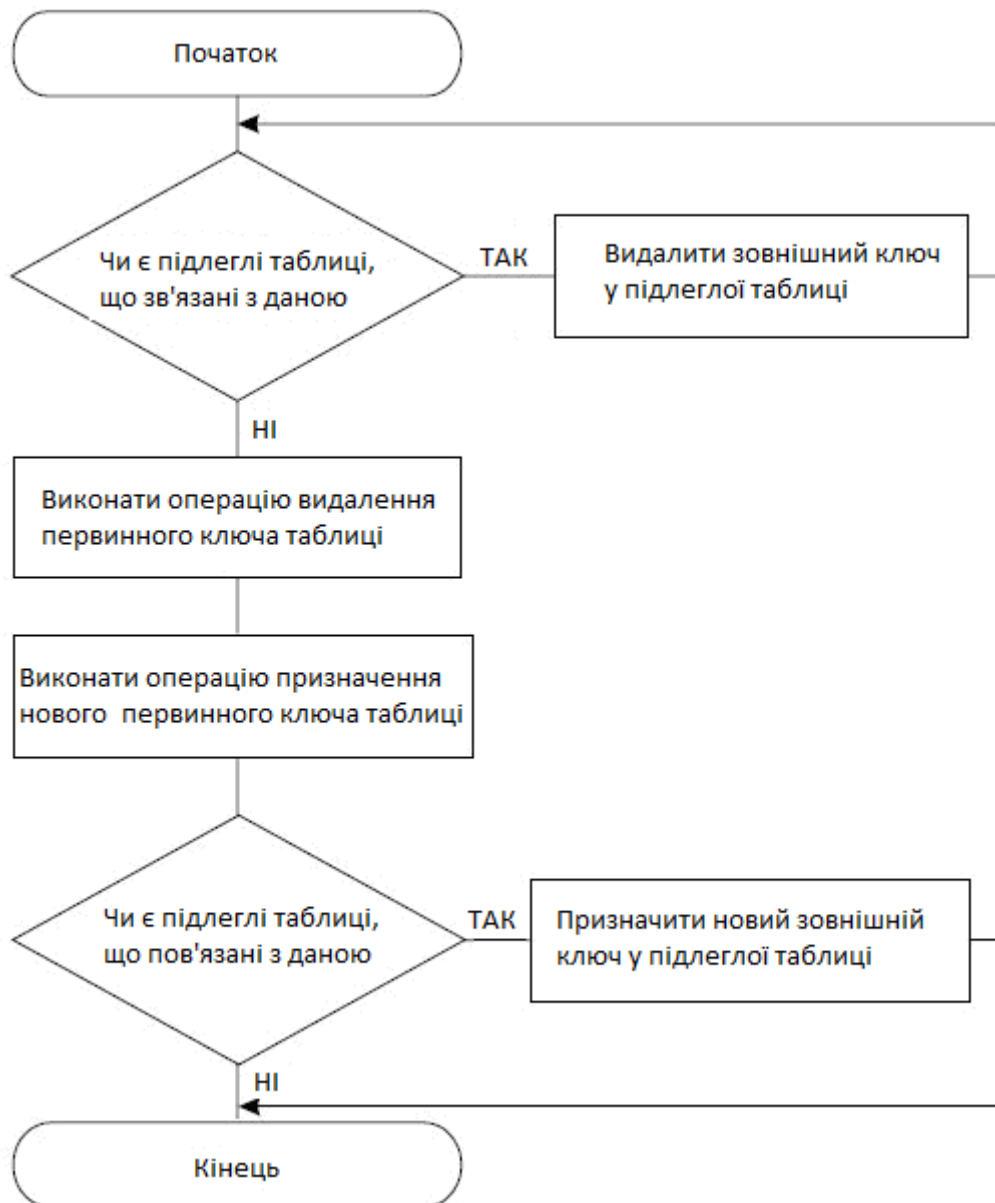 Початок
Чи є підлеглі таблиці,
що зв'язані з даною
ТАК
Видалити зовнішний ключ
у підлеглої таблиці
НІ
Виконати операцію видалення
первинного ключа таблиці
Виконати операцію призначення
нового первинного ключа таблиці
Чи є підлеглі таблиці,
що пов'язані з даною
ТАК
Призначити новий зовнішній
ключ у підлеглої таблиці
НІ
Кінець